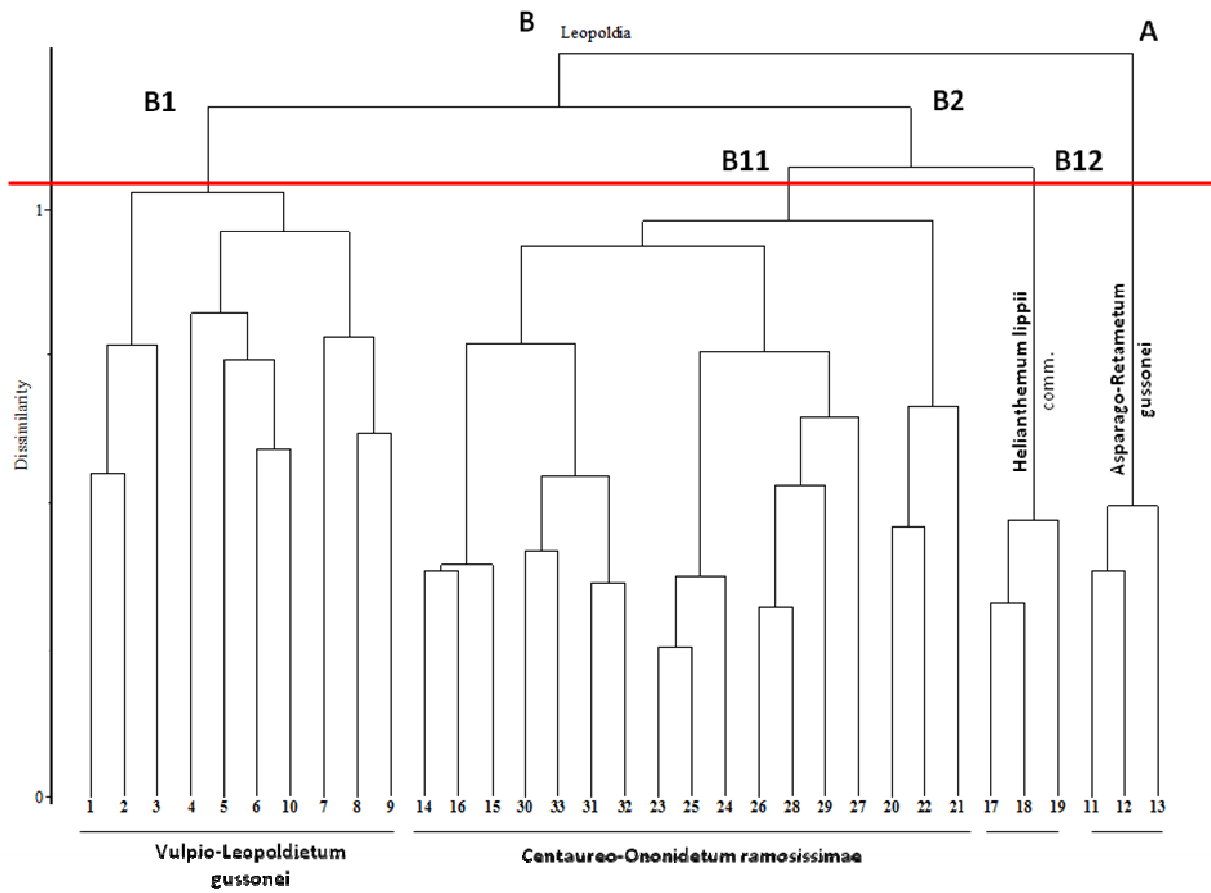 B
Leopoldia
A
B1
B2
B11
B12
1
Dissimilarity
Helianthemum lippii
comm.
Asparago-Retametum
gussonei
0
1 2 3 4 5 6 10 7 8 9 14 16 15 30 33 31 32 23 25 24 26 28 29 27 20 22 21 17 18 19 11 12 13
Vulpio-Leopoldietum
gussonei
Centaureo-Ononidetum ramosissimae